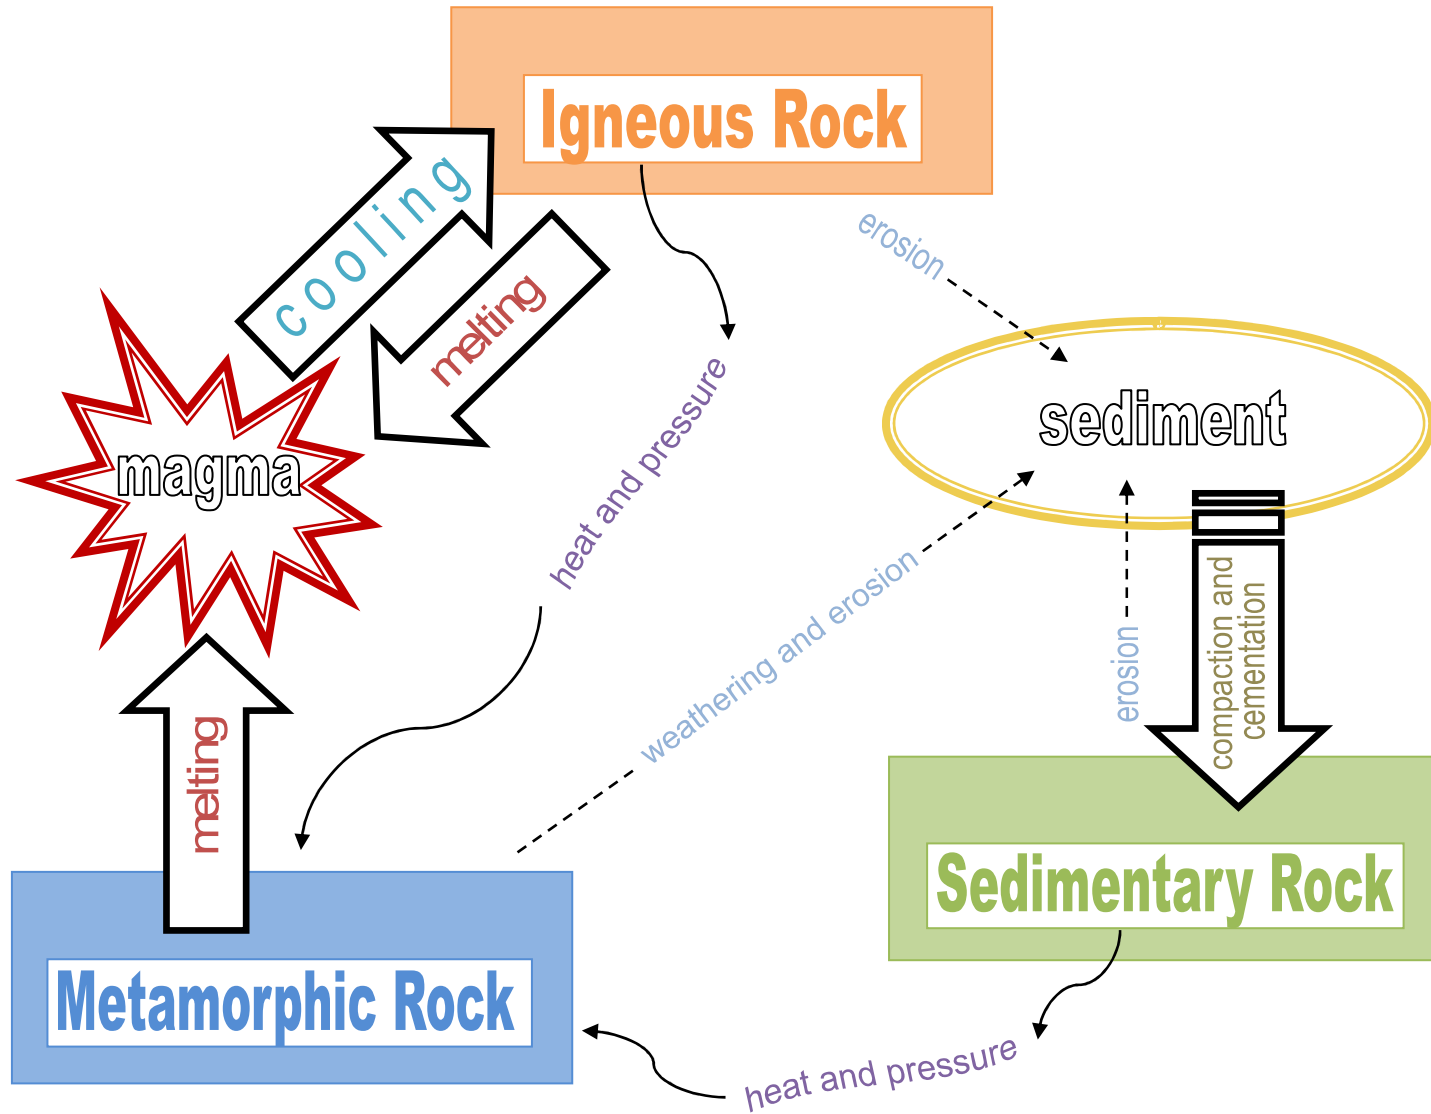 Igneous Rock
cooling
melting
erosion
heat and pressure
sediment
magma
weathering and erosion
erosion
compaction and
cementation
melting
Sedimentary Rock
Metamorphic Rock
heat and pressure